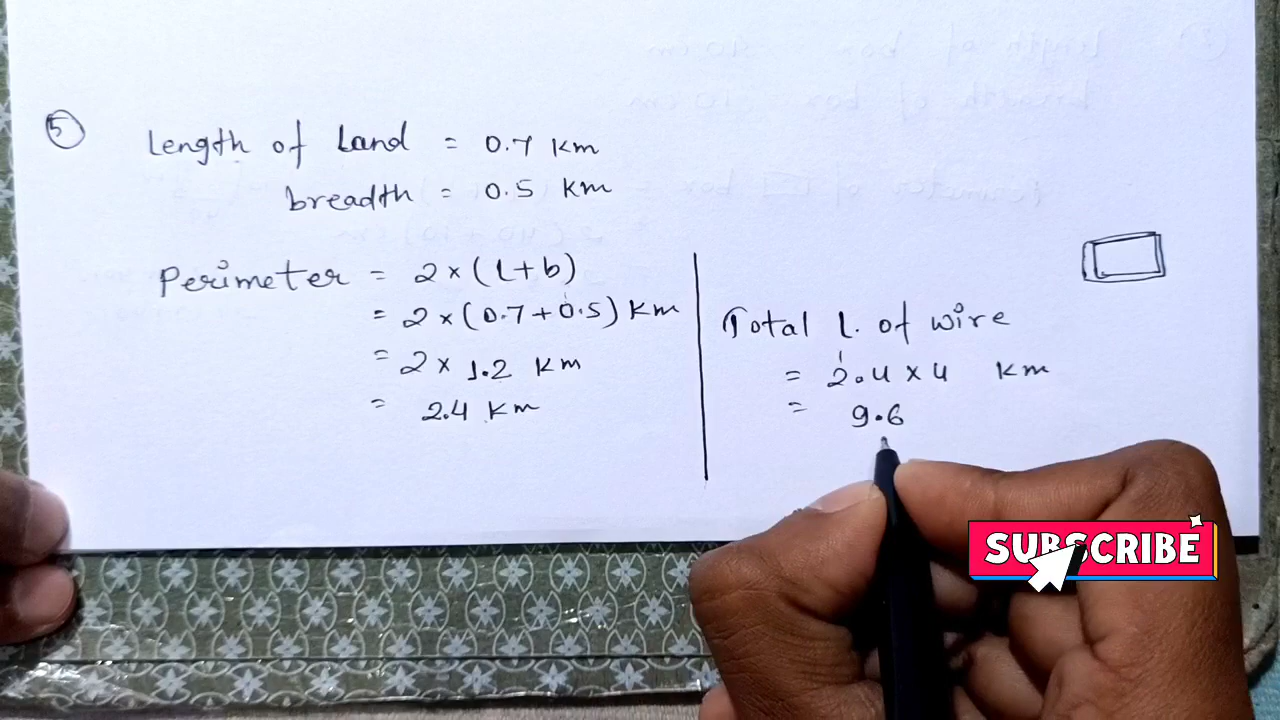 5
Length of Land = 0.7 Km
breadth = 0.5 Km
Perimeter = 2 × (l + b)
= 2 × (0.7 + 0.5) Km
= 2 × 1.2 Km
= 2.4 Km
Total l. of wire
= 2.4 × 4 Km
= 9.6
SUBSCRIBE